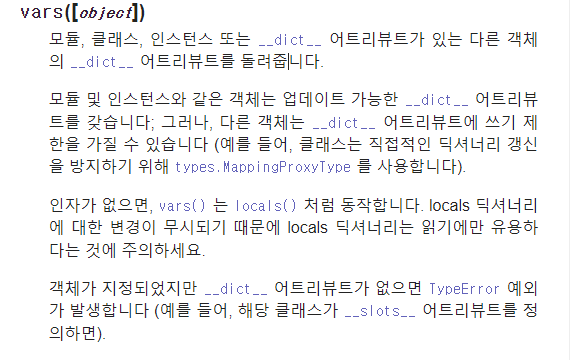 vars([object])
모듈, 클래스, 인스턴스 또는 __dict__ 어트리뷰트가 있는 다른 객체
의 __dict__ 어트리뷰트를 돌려줍니다.
모듈 및 인스턴스와 같은 객체는 업데이트 가능한 __dict__ 어트리뷰
트를 갖습니다; 그러나, 다른 객체는 __dict__ 어트리뷰트에 쓰기 제
한을 가질 수 있습니다 (예를 들어, 클래스는 직접적인 딕셔너리 갱신
을 방지하기 위해 types.MappingProxyType 를 사용합니다).
인자가 없으면, vars() 는 locals() 처럼 동작합니다. locals 딕셔너리
에 대한 변경이 무시되기 때문에 locals 딕셔너리는 읽기에만 유용하
다는 것에 주의하세요.
객체가 지정되었지만 __dict__ 어트리뷰트가 없으면 TypeError 예외
가 발생합니다 (예를 들어, 해당 클래스가 __slots__ 어트리뷰트를 정
의하면).